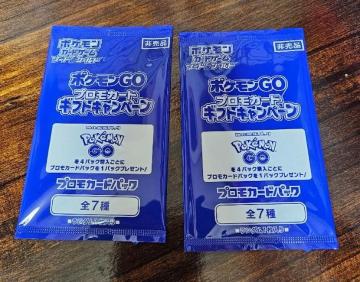 ポケモン
カードゲーム
非売品
ポケモンGO
プロモカード
ギフトキャンペーン
Pokémon
GO
を4パック購入ごとに
プロモカードパックを1パックプレゼント!
プロモカードパック
全7種
ポケモン
カードゲーム
非売品
ポケモンGO
プロモカード
ギフトキャンペーン
Pokémon
GO
を4パック購入ごとに
プロモカードパックを1パックプレゼント!
プロモカードパック
全7種